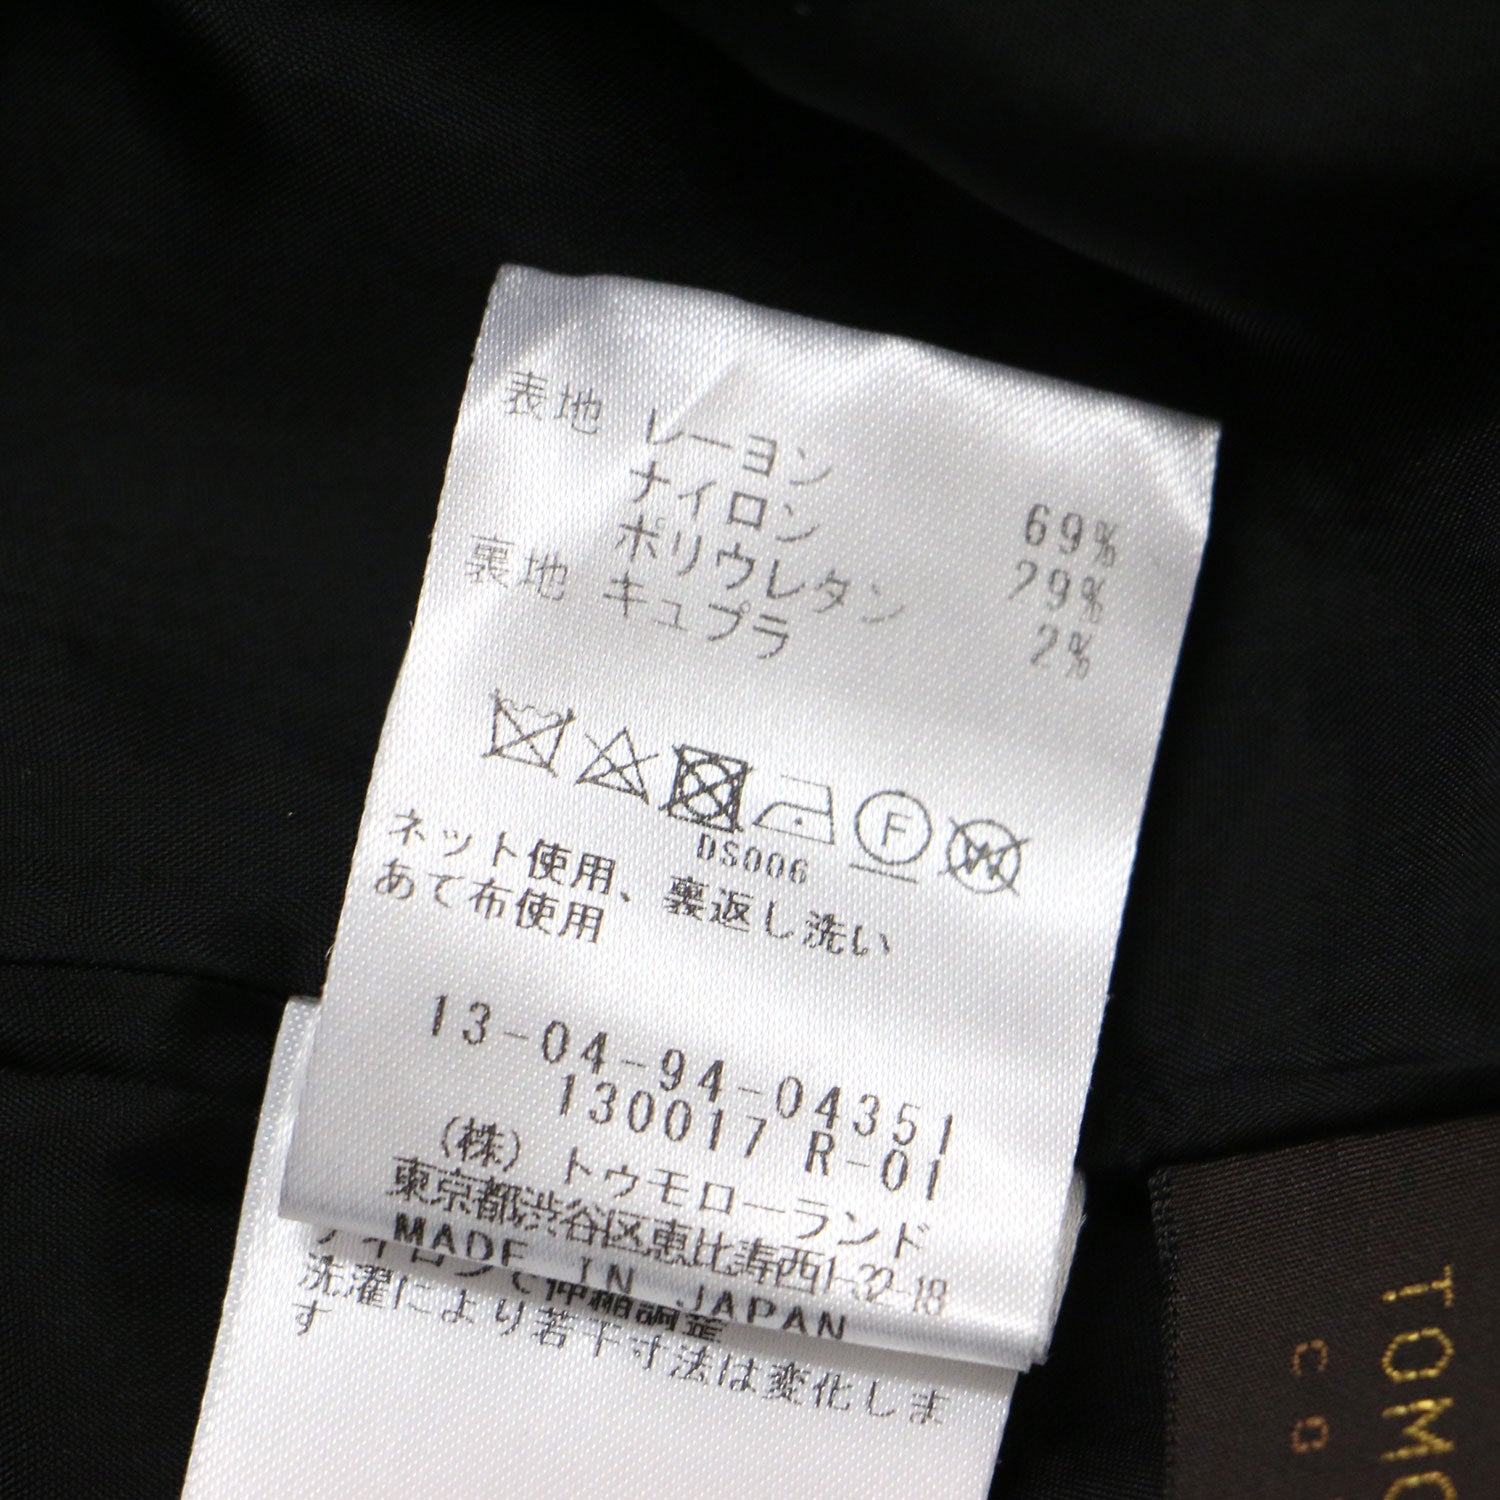 表地 レーヨン 69%
ナイロン 29%
ポリウレタン 2%
裏地 キュプラ
DS006
F
W
ネット使用、裏返し洗い
あて布使用
13-04-94-04351
130017 R-01
(株) トゥモローランド
東京都渋谷区恵比寿西1-32-18
MADE IN JAPAN
洗濯により若干寸法は変化しま
す
TOMO
CO